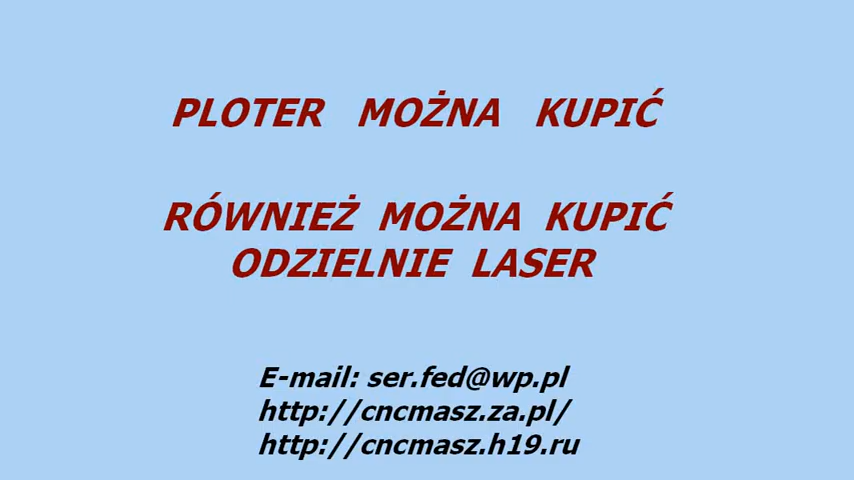 PLOTER MOŻNA KUPIĆ
RÓWNIEŻ MOŻNA KUPIĆ
ODZIELNIE LASER
E-mail: ser.fed@wp.pl
http://cncmasz.za.pl/
http://cncmasz.h19.ru